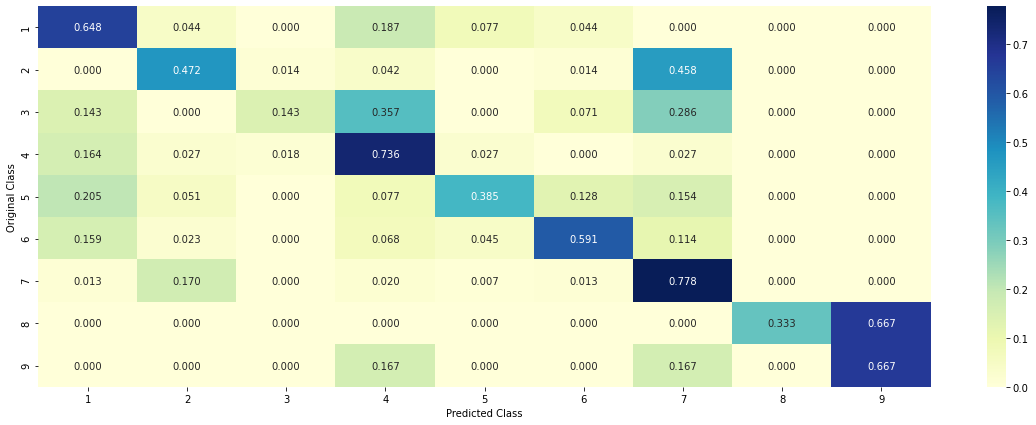 1 0.648 0.044 0.000 0.187 0.077 0.044 0.000 0.000 0.000
2 0.000 0.472 0.014 0.042 0.000 0.014 0.458 0.000 0.000
3 0.143 0.000 0.143 0.357 0.000 0.071 0.286 0.000 0.000
4 0.164 0.027 0.018 0.736 0.027 0.000 0.027 0.000 0.000
5 0.205 0.051 0.000 0.077 0.385 0.128 0.154 0.000 0.000
6 0.159 0.023 0.000 0.068 0.045 0.591 0.114 0.000 0.000
7 0.013 0.170 0.000 0.020 0.007 0.013 0.778 0.000 0.000
8 0.000 0.000 0.000 0.000 0.000 0.000 0.000 0.333 0.667
9 0.000 0.000 0.000 0.167 0.000 0.000 0.167 0.000 0.667
1 2 3 4 5 6 7 8 9
Predicted Class
Original Class
0.7
0.6
0.5
0.4
0.3
0.2
0.1
0.0